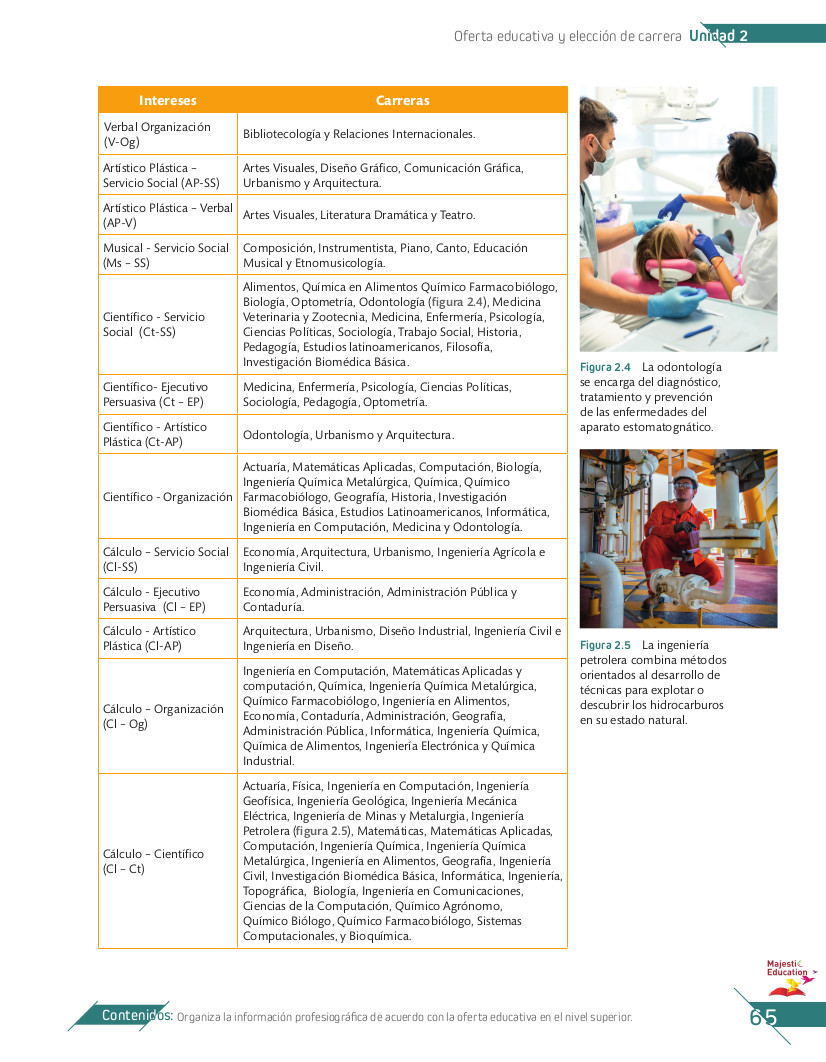 Oferta educativa y elección de carrera Unidad 2
Intereses Carreras
Verbal Organización
(V-Og)
Bibliotecología y Relaciones Internacionales.
Artístico Plástica –
Servicio Social (AP-SS)
Artes Visuales, Diseño Gráfico, Comunicación Gráfica,
Urbanismo y Arquitectura.
Artístico Plástica – Verbal
(AP-V)
Artes Visuales, Literatura Dramática y Teatro.
Musical - Servicio Social
(Ms – SS)
Composición, Instrumentista, Piano, Canto, Educación
Musical y Etnomusicología.
Científico - Servicio
Social (Ct-SS)
Alimentos, Química en Alimentos Químico Farmacobiólogo,
Biología, Optometría, Odontología (figura 2.4), Medicina
Veterinaria y Zootecnia, Medicina, Enfermería, Psicología,
Ciencias Políticas, Sociología, Trabajo Social, Historia,
Pedagogía, Estudios latinoamericanos, Filosofía,
Investigación Biomédica Básica.
Científico- Ejecutivo
Persuasiva (Ct – EP)
Medicina, Enfermería, Psicología, Ciencias Políticas,
Sociología, Pedagogía, Optometría.
Científico - Artístico
Plástica (Ct-AP)
Odontología, Urbanismo y Arquitectura.
Científico - Organización
Actuaría, Matemáticas Aplicadas, Computación, Biología,
Ingeniería Química Metalúrgica, Química, Químico
Farmacobiólogo, Geografía, Historia, Investigación
Biomédica Básica, Estudios Latinoamericanos, Informática,
Ingeniería en Computación, Medicina y Odontología.
Cálculo – Servicio Social
(Cl-SS)
Economía, Arquitectura, Urbanismo, Ingeniería Agrícola e
Ingeniería Civil.
Cálculo - Ejecutivo
Persuasiva (Cl – EP)
Economía, Administración, Administración Pública y
Contaduría.
Cálculo - Artístico
Plástica (Cl-AP)
Arquitectura, Urbanismo, Diseño Industrial, Ingeniería Civil e
Ingeniería en Diseño.
Cálculo – Organización
(Cl – Og)
Ingeniería en Computación, Matemáticas Aplicadas y
computación, Química, Ingeniería Química Metalúrgica,
Químico Farmacobiólogo, Ingeniería en Alimentos,
Economía, Contaduría, Administración, Geografía,
Administración Pública, Informática, Ingeniería Química,
Química de Alimentos, Ingeniería Electrónica y Química
Industrial.
Cálculo – Científico
(Cl – Ct)
Actuaría, Física, Ingeniería en Computación, Ingeniería
Geofísica, Ingeniería Geológica, Ingeniería Mecánica
Eléctrica, Ingeniería de Minas y Metalurgia, Ingeniería
Petrolera (figura 2.5), Matemáticas, Matemáticas Aplicadas,
Computación, Ingeniería Química, Ingeniería Química
Metalúrgica, Ingeniería en Alimentos, Geografía, Ingeniería
Civil, Investigación Biomédica Básica, Informática, Ingeniería,
Topográfica, Biología, Ingeniería en Comunicaciones,
Ciencias de la Computación, Químico Agrónomo,
Químico Biólogo, Químico Farmacobiólogo, Sistemas
Computacionales, y Bioquímica.
Figura 2.4 La odontología
se encarga del diagnóstico,
tratamiento y prevención
de las enfermedades del
aparato estomatognático.
Figura 2.5 La ingeniería
petrolera combina métodos
orientados al desarrollo de
técnicas para explotar o
descubrir los hidrocarburos
en su estado natural.
Majestic
Education
Contenidos: Organiza la información profesiográfica de acuerdo con la oferta educativa en el nivel superior.
65